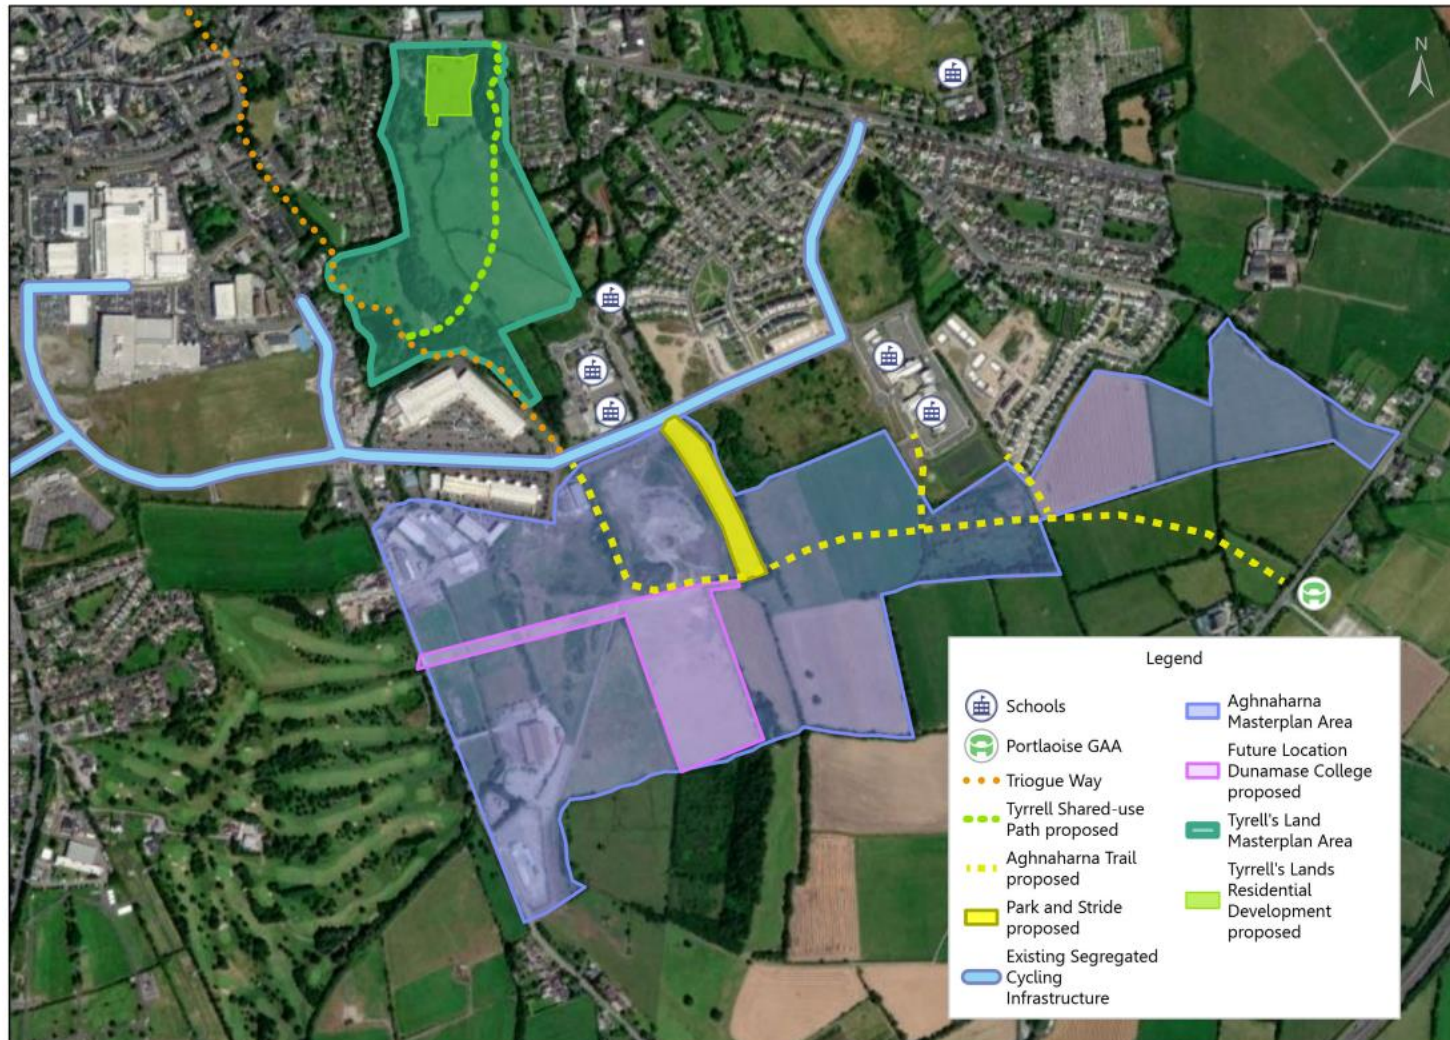 N
Legend
Schools
Portlaoise GAA
Triogue Way
Tyrrell Shared-use
Path proposed
Aghnaharna Trail
proposed
Park and Stride
proposed
Existing Segregated
Cycling
Infrastructure
Aghnaharna
Masterplan Area
Future Location
Dunamase College
proposed
Tyrell's Land
Masterplan Area
Tyrrell's Lands
Residential
Development
proposed